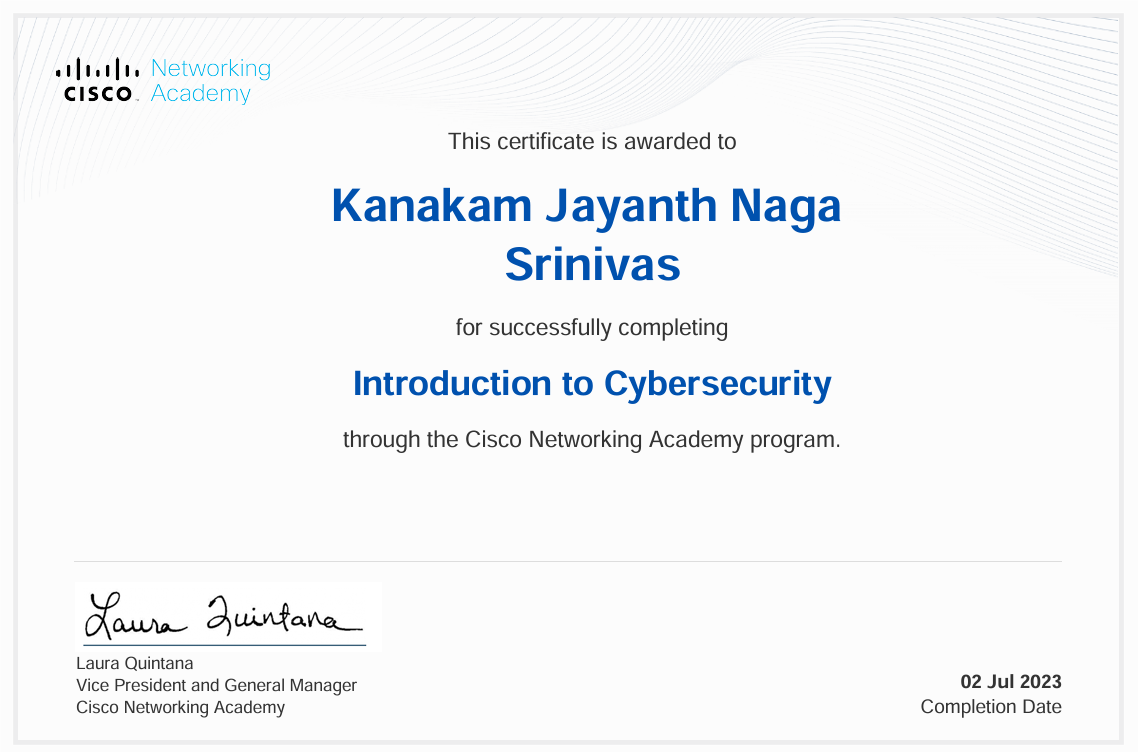 CISCO
Networking
Academy
This certificate is awarded to
Kanakam Jayanth Naga
Srinivas
for successfully completing
Introduction to Cybersecurity
through the Cisco Networking Academy program.
Laura Quintana
Laura Quintana
Vice President and General Manager
Cisco Networking Academy
02 Jul 2023
Completion Date